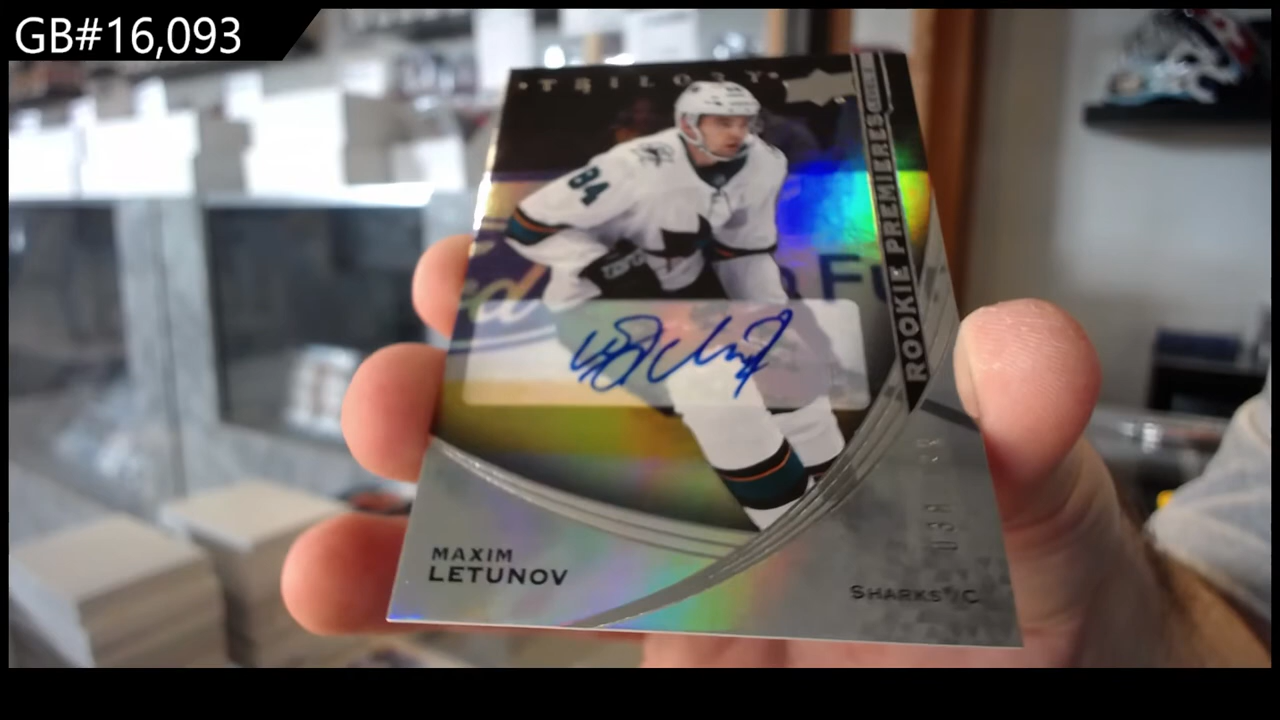 GB#16,093
TRILOGY
ROOKIE PREMIERES
84
MAXIM
LETUNOV
SHARKS®/C